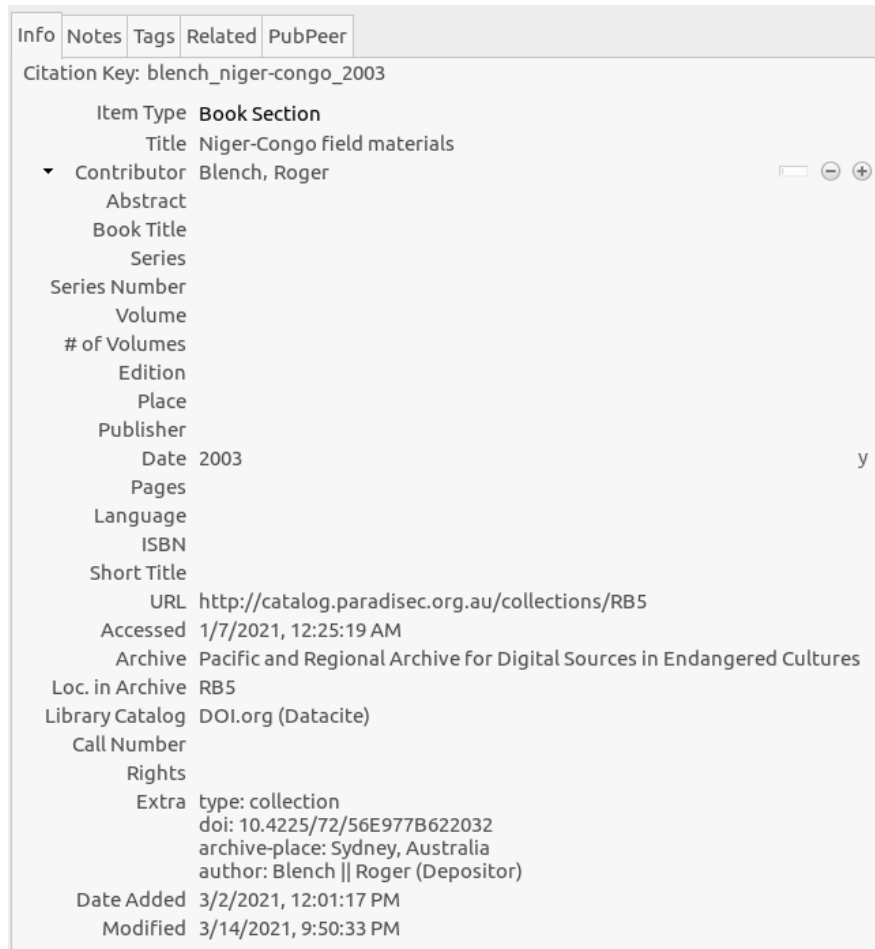 Info Notes Tags Related PubPeer
Citation Key: blench_niger-congo_2003
Item Type Book Section
Title Niger-Congo field materials
Contributor Blench, Roger
Abstract
Book Title
Series
Series Number
Volume
# of Volumes
Edition
Place
Publisher
Date 2003 y
Pages
Language
ISBN
Short Title
URL http://catalog.paradisec.org.au/collections/RB5
Accessed 1/7/2021, 12:25:19 AM
Archive Pacific and Regional Archive for Digital Sources in Endangered Cultures
Loc. in Archive RB5
Library Catalog DOI.org (Datacite)
Call Number
Rights
Extra type: collection
doi: 10.4225/72/56E977B622032
archive-place: Sydney, Australia
author: Blench || Roger (Depositor)
Date Added 3/2/2021, 12:01:17 PM
Modified 3/14/2021, 9:50:33 PM